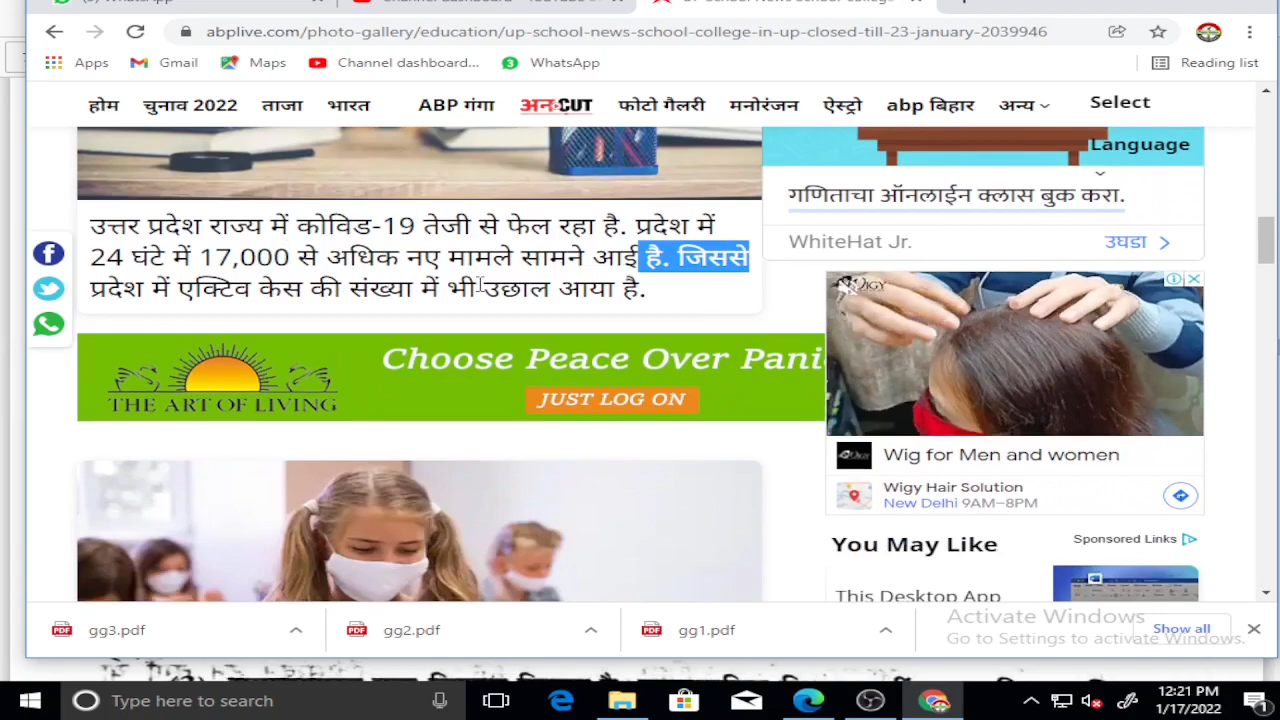 WhatsApp
abplive.com/photo-gallery/education/up-school-news-school-college-in-up-closed-till-23-january-2039946
Apps Gmail Maps Channel dashboard... 3 WhatsApp Reading list
होम चुनाव 2022 ताजा भारत ABP गंगा अनCUT फोटो गैलरी मनोरंजन ऐस्ट्रो abp बिहार अन्य Select
Language
उत्तर प्रदेश राज्य में कोविड-19 तेजी से फेल रहा है. प्रदेश में
24 घंटे में 17,000 से अधिक नए मामले सामने आई है. जिससे
प्रदेश में एक्टिव केस की संख्या में भी उछाल आया है.
गणिताचा ऑनलाईन क्लास बुक करा.
WhiteHat Jr. उघडा
Choose Peace Over Pani
THE ART OF LIVING
JUST LOG ON
Wig for Men and women
Wigy Hair Solution
New Delhi 9AM–8PM
You May Like Sponsored Links
This Desktop App
gg3.pdf gg2.pdf gg1.pdf Show all
Activate Windows
Go to Settings to activate Windows.
Type here to search
12:21 PM
1/17/2022